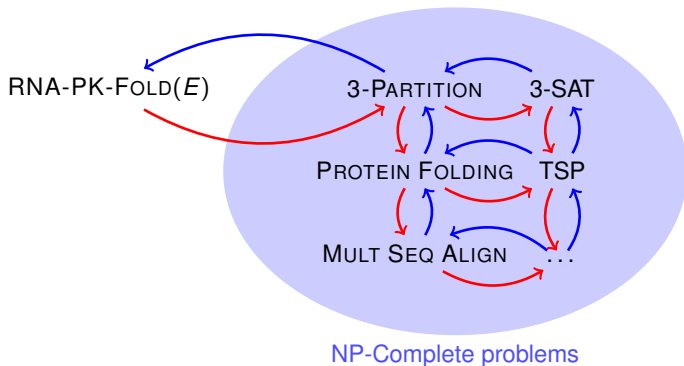 RNA-PK-FOLD(E)
3-PARTITION
3-SAT
PROTEIN FOLDING
TSP
MULT SEQ ALIGN
...
NP-Complete problems